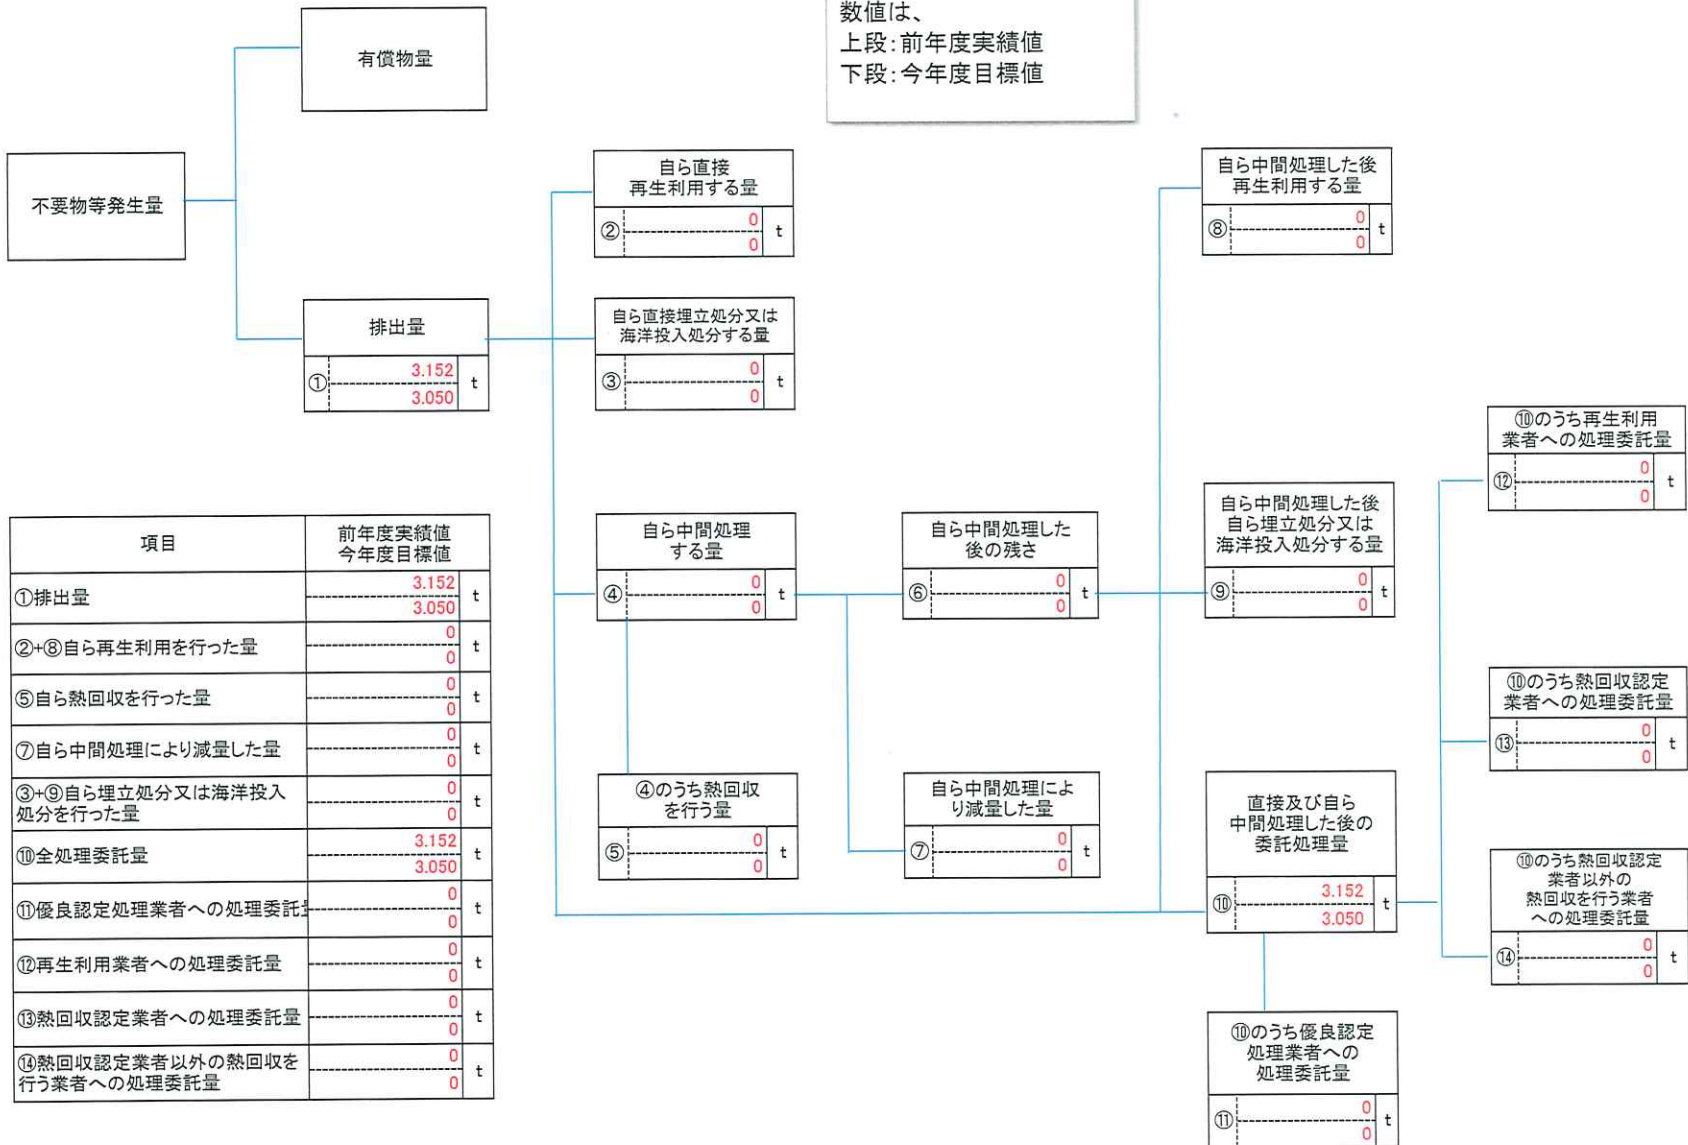 数値は、
上段：前年度実績値
下段：今年度目標値
有償物量
不要物等発生量
排出量
① 3.152 t
3.050
自ら直接
再生利用する量
② 0 t
0
自ら直接埋立処分又は
海洋投入処分する量
③ 0 t
0
自ら中間処理
する量
④ 0 t
0
④のうち熱回収
を行う量
⑤ 0 t
0
自ら中間処理した
後の残さ
⑥ 0 t
0
自ら中間処理によ
り減量した量
⑦ 0 t
0
自ら中間処理した後
再生利用する量
⑧ 0 t
0
自ら中間処理した後
自ら埋立処分又は
海洋投入処分する量
⑨ 0 t
0
直接及び自ら
中間処理した後の
委託処理量
⑩ 3.152 t
3.050
⑩のうち優良認定
処理業者への
処理委託量
⑪ 0 t
0
⑩のうち再生利用
業者への処理委託量
⑫ 0 t
0
⑩のうち熱回収認定
業者への処理委託量
⑬ 0 t
0
⑩のうち熱回収認定
業者以外の
熱回収を行う業者
への処理委託量
⑭ 0 t
0
項目 前年度実績値
今年度目標値
①排出量 3.152 t
3.050
②+⑧自ら再生利用を行った量 0 t
0
⑤自ら熱回収を行った量 0 t
0
⑦自ら中間処理により減量した量 0 t
0
③+⑨自ら埋立処分又は海洋投入
処分を行った量 0 t
0
⑩全処理委託量 3.152 t
3.050
⑪優良認定処理業者への処理委託 0 t
0
⑫再生利用業者への処理委託量 0 t
0
⑬熱回収認定業者への処理委託量 0 t
0
⑭熱回収認定業者以外の熱回収を
行う業者への処理委託量 0 t
0